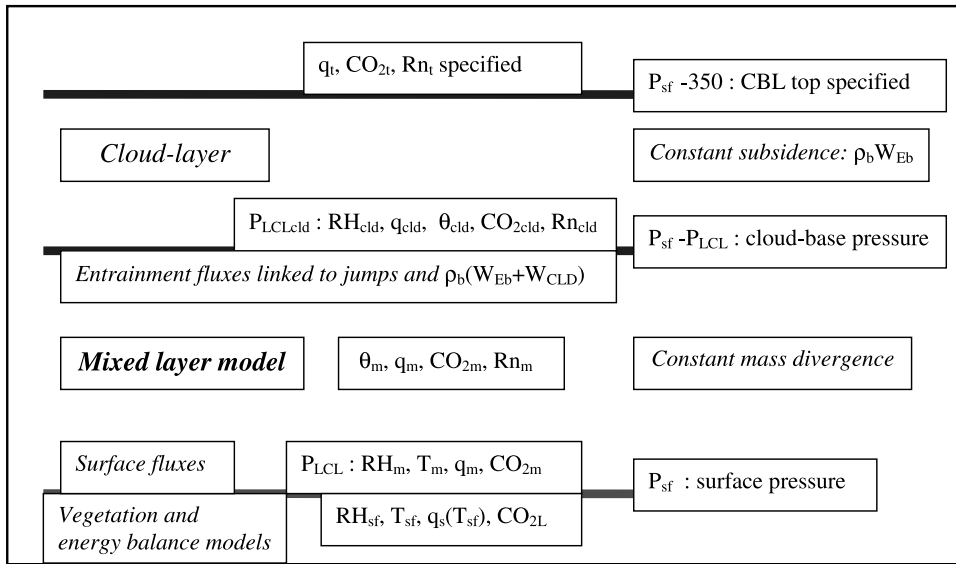 q_t, CO_2t, Rn_t specified
P_sf -350 : CBL top specified
Cloud-layer
Constant subsidence: ρ_bW_Eb
P_LCLcld : RH_cld, q_cld, θ_cld, CO_2cld, Rn_cld
P_sf -P_LCL : cloud-base pressure
Entrainment fluxes linked to jumps and ρ_b(W_Eb+W_CLD)
Mixed layer model
θ_m, q_m, CO_2m, Rn_m
Constant mass divergence
Surface fluxes
P_LCL : RH_m, T_m, q_m, CO_2m
P_sf : surface pressure
Vegetation and
energy balance models
RH_sf, T_sf, q_s(T_sf), CO_2L